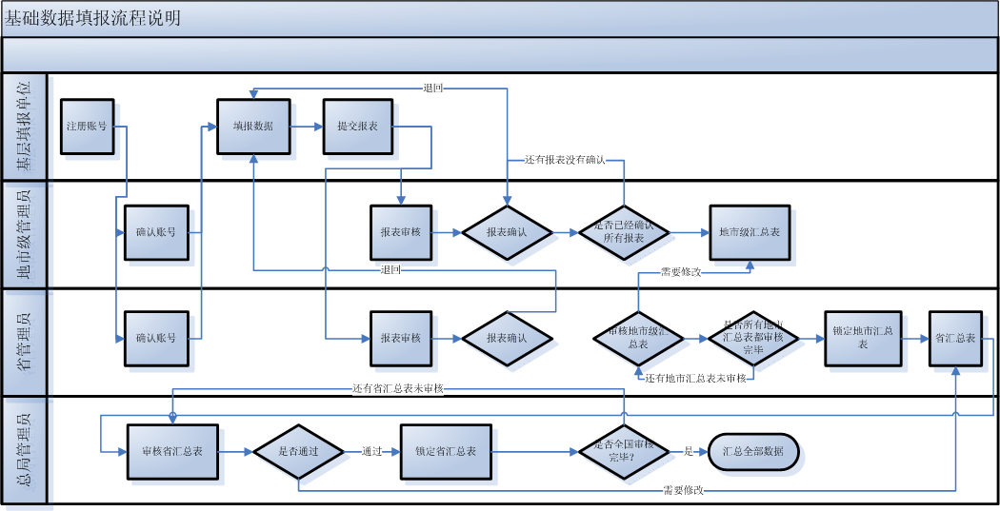 基础数据填报流程说明
基层填报单位
注册账号
填报数据
提交报表
退回
还有报表没有确认
地市级管理员
确认账号
报表审核
报表确认
是否已经确认
所有报表
地市级汇总表
退回
需要修改
省管理员
确认账号
报表审核
报表确认
审核地市级汇
总表
是否所有地市
汇总表都审核
完毕
锁定地市汇总
表
省汇总表
还有地市汇总表未审核
还有省汇总表未审核
总局管理员
审核省汇总表
是否通过
通过
锁定省汇总表
是否全国审核
完毕?
是
汇总全部数据
需要修改